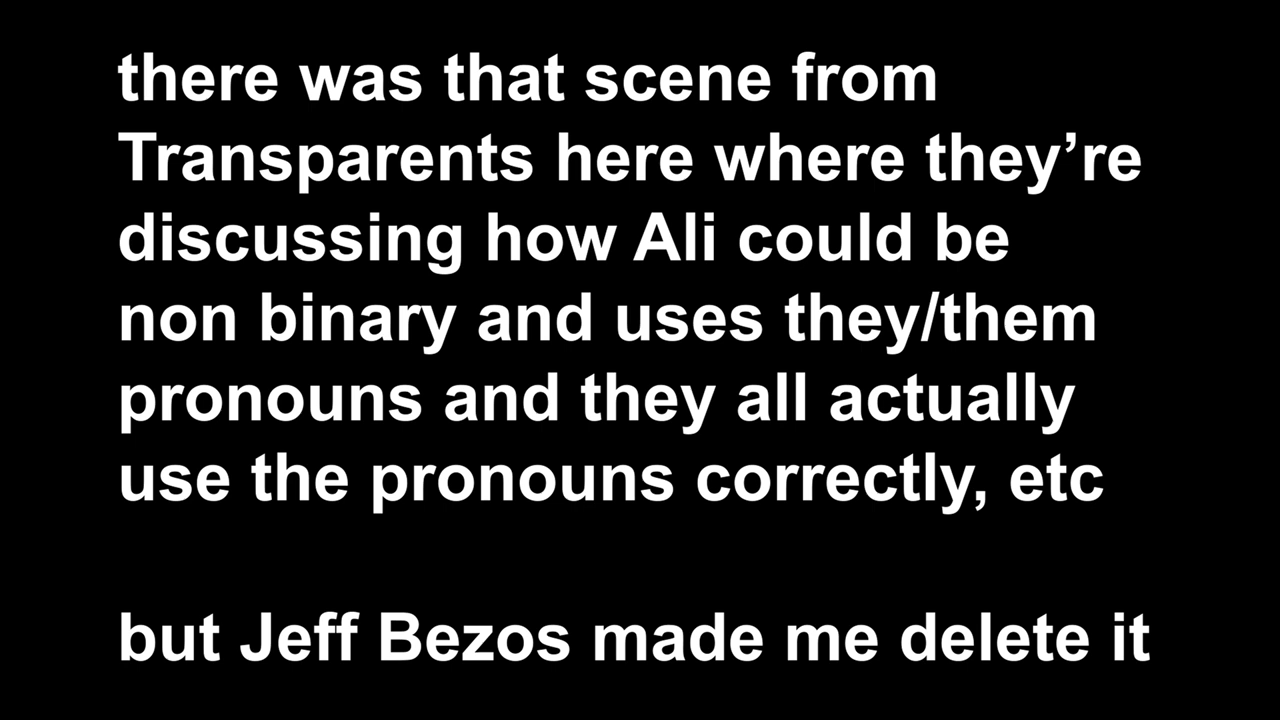 there was that scene from
Transparents here where they’re
discussing how Ali could be
non binary and uses they/them
pronouns and they all actually
use the pronouns correctly, etc
but Jeff Bezos made me delete it